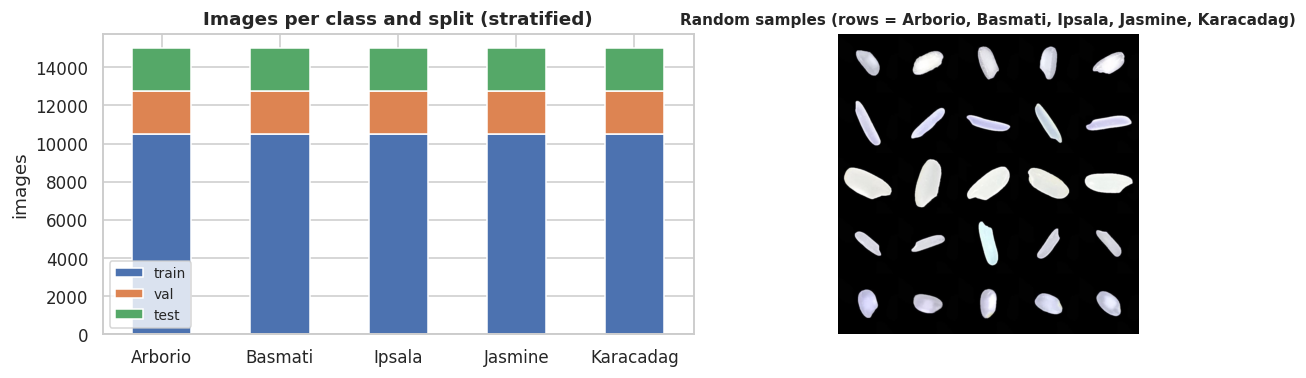 Images per class and split (stratified)
images
14000
12000
10000
8000
6000
4000
2000
0
train
val
test
Arborio
Basmati
Ipsala
Jasmine
Karacadag
Random samples (rows = Arborio, Basmati, Ipsala, Jasmine, Karacadag)